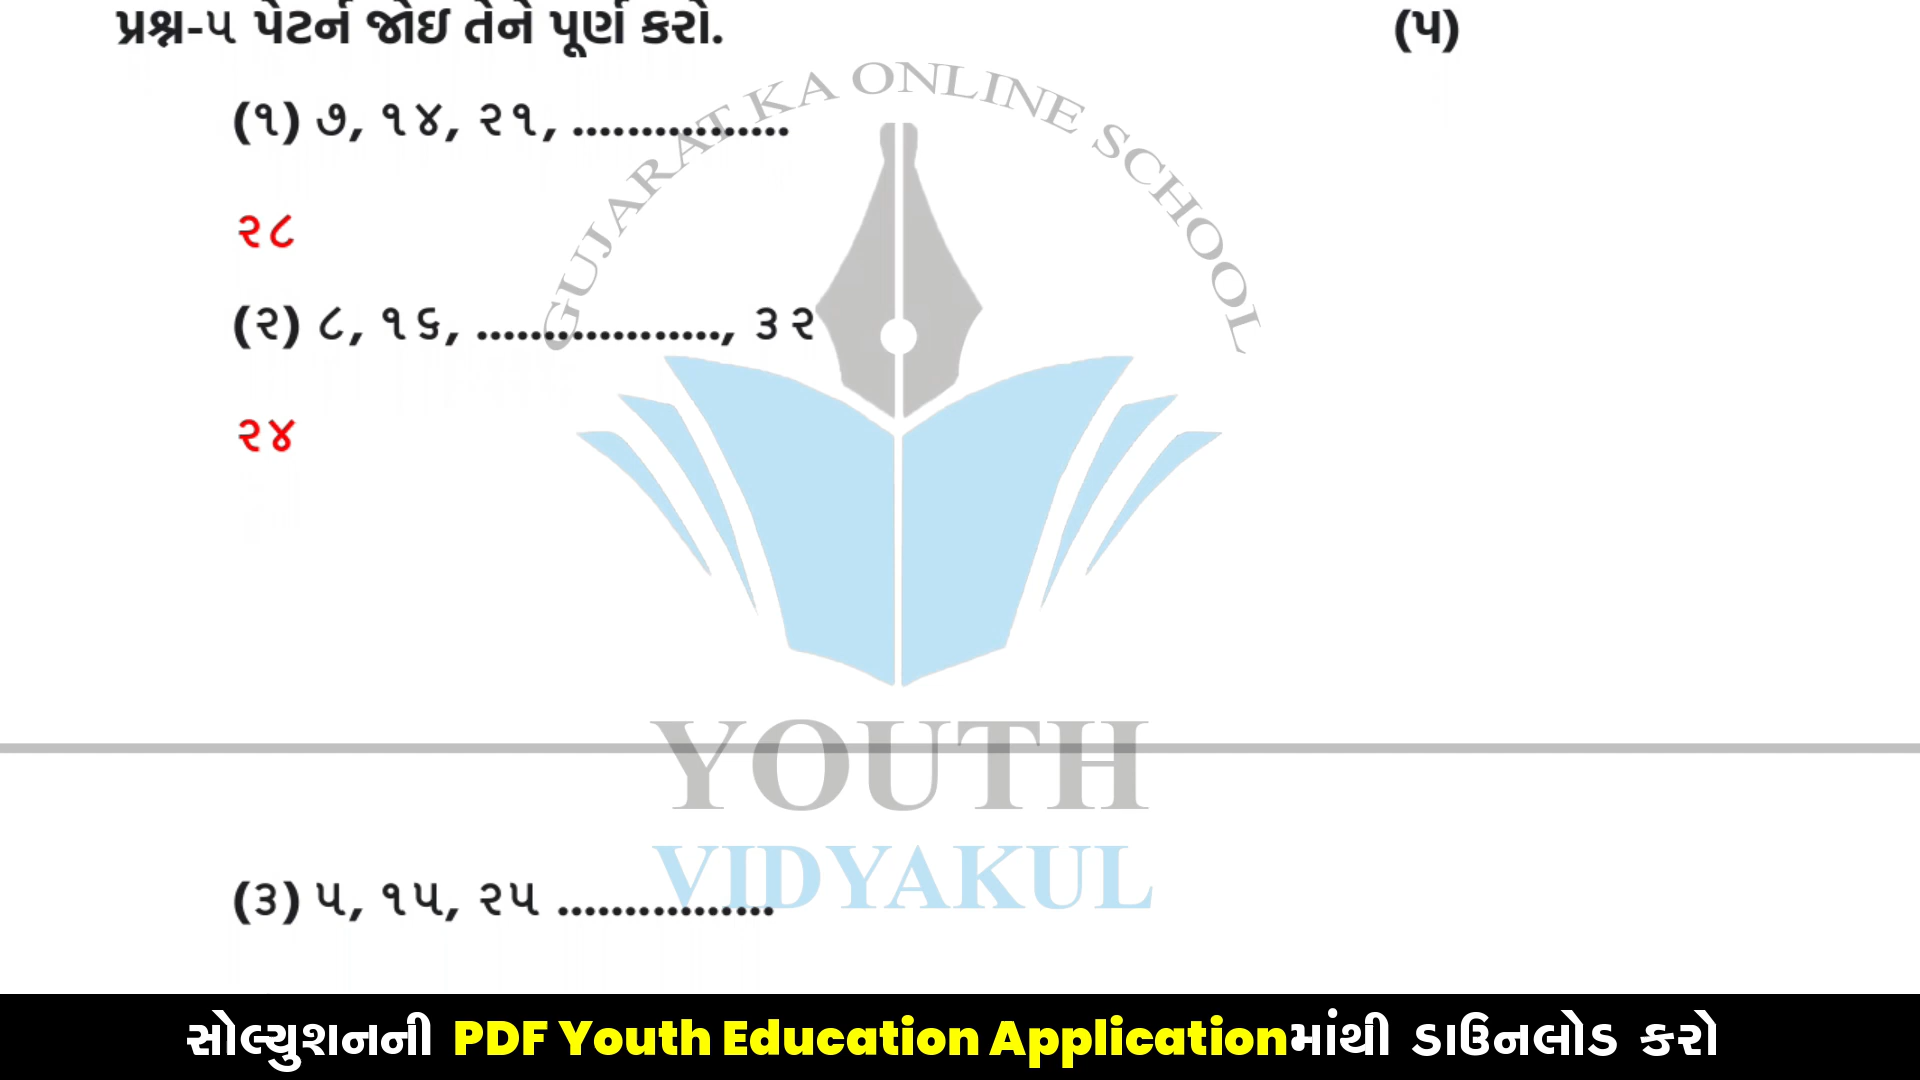 પ્રશ્ન-૫ પેટર્ન જોઇ તેને પૂર્ણ કરો. (૫)
GUJARAT KA ONLINE SCHOOL
(૧) ૭, ૧૪, ૨૧, ................
૨૮
(૨) ૮, ૧૬, .................., ૩૨
૨૪
YOUTH
VIDYAKUL
(૩) ૫, ૧૫, ૨૫ ................
સોલ્યુશનની PDF Youth Education Applicationમાંથી ડાઉનલોડ કરો